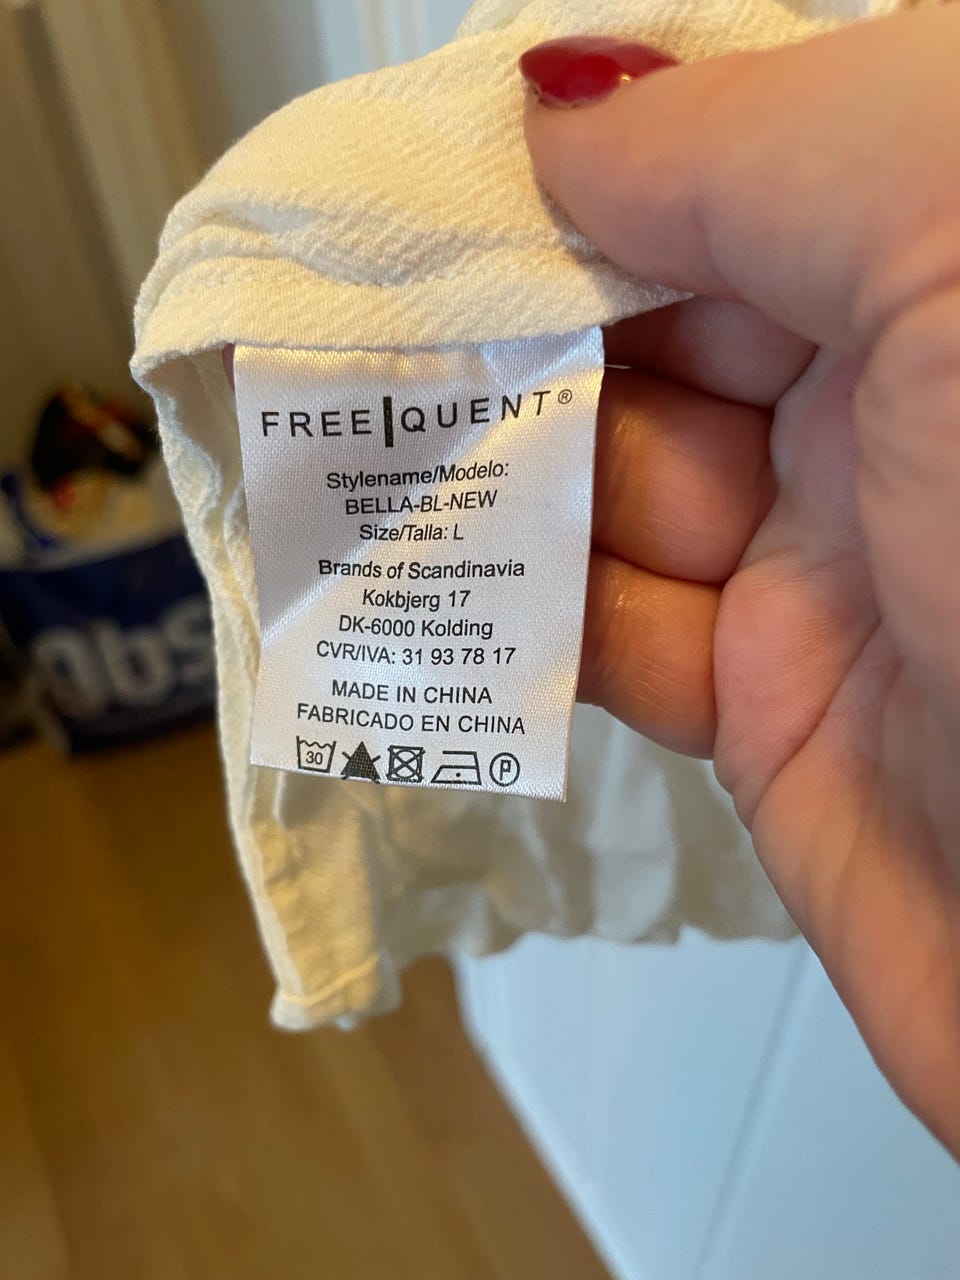 FREE|QUENT®
Stylename/Modelo:
BELLA-BL-NEW
Size/Talla: L
Brands of Scandinavia
Kokbjerg 17
DK-6000 Kolding
CVR/IVA: 31 93 78 17
MADE IN CHINA
FABRICADO EN CHINA
30 P